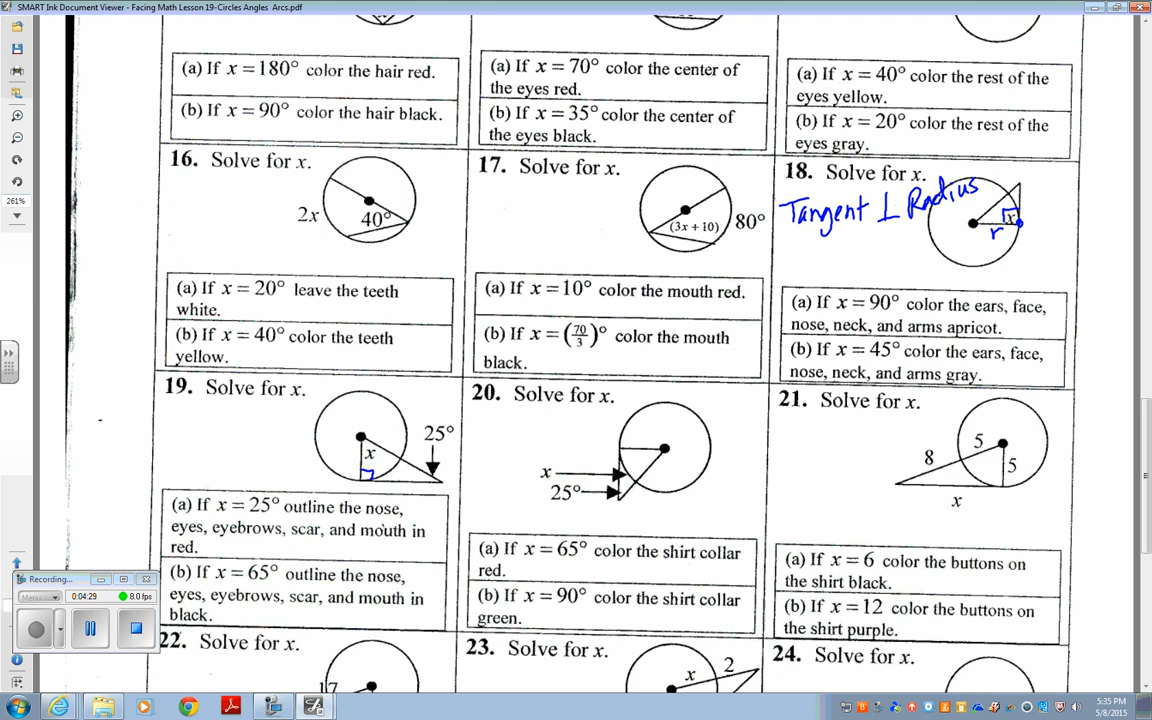 SMART Ink Document Viewer - Facing Math Lesson 19-Circles Angles Arcs.pdf
261%
(a) If x = 180° color the hair red.
(b) If x = 90° color the hair black.
(a) If x = 70° color the center of
the eyes red.
(b) If x = 35° color the center of
the eyes black.
(a) If x = 40° color the rest of the
eyes yellow.
(b) If x = 20° color the rest of the
eyes gray.
16. Solve for x.
2x
40°
(a) If x = 20° leave the teeth
white.
(b) If x = 40° color the teeth
yellow.
17. Solve for x.
(3x + 10)
80°
(a) If x = 10° color the mouth red.
(b) If x = (70/3)° color the mouth
black.
18. Solve for x.
Tangent ⊥ Radius
x
r
(a) If x = 90° color the ears, face,
nose, neck, and arms apricot.
(b) If x = 45° color the ears, face,
nose, neck, and arms gray.
19. Solve for x.
25°
x
(a) If x = 25° outline the nose,
eyes, eyebrows, scar, and mouth in
red.
(b) If x = 65° outline the nose,
eyes, eyebrows, scar, and mouth in
black.
20. Solve for x.
x
25°
(a) If x = 65° color the shirt collar
red.
(b) If x = 90° color the shirt collar
green.
21. Solve for x.
5
8
5
x
(a) If x = 6 color the buttons on
the shirt black.
(b) If x = 12 color the buttons on
the shirt purple.
22. Solve for x.
17
23. Solve for x.
x
2
24. Solve for x.
Recording...
Menu
0:04:29
8.0 fps
5:35 PM
5/8/2015